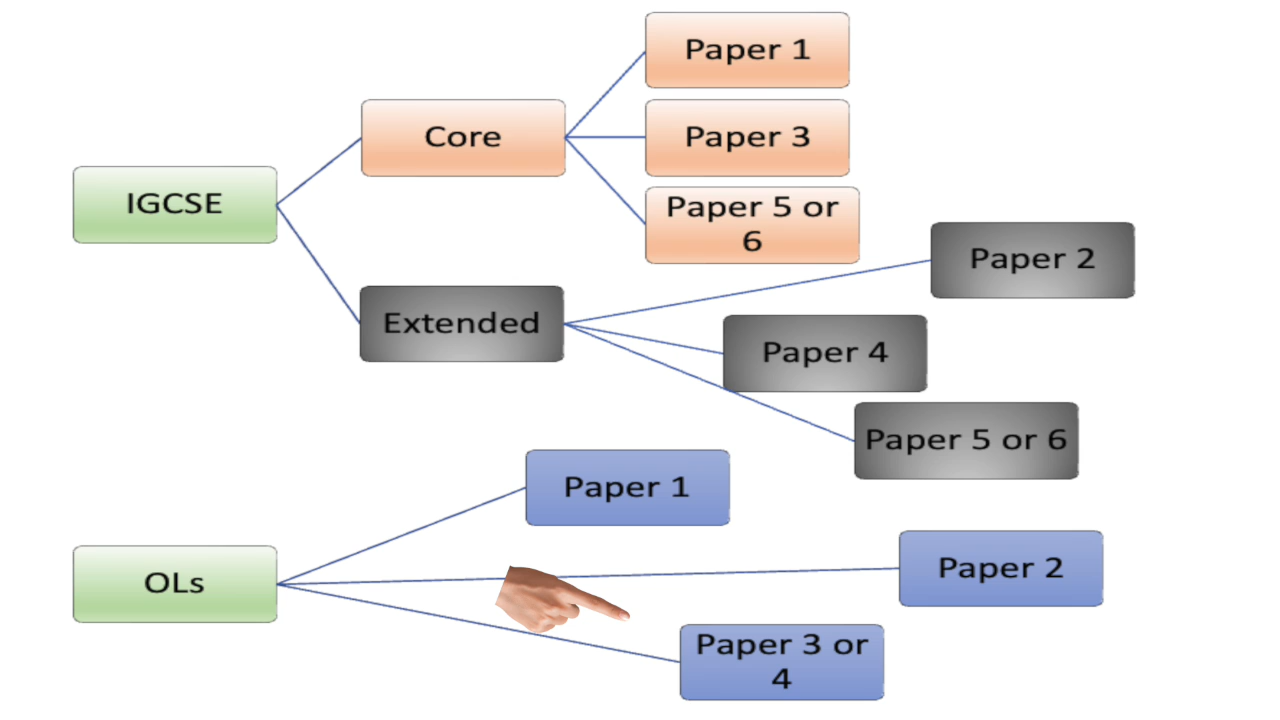 IGCSE
Core
Paper 1
Paper 3
Paper 5 or
6
Extended
Paper 2
Paper 4
Paper 5 or 6
OLs
Paper 1
Paper 2
Paper 3 or
4